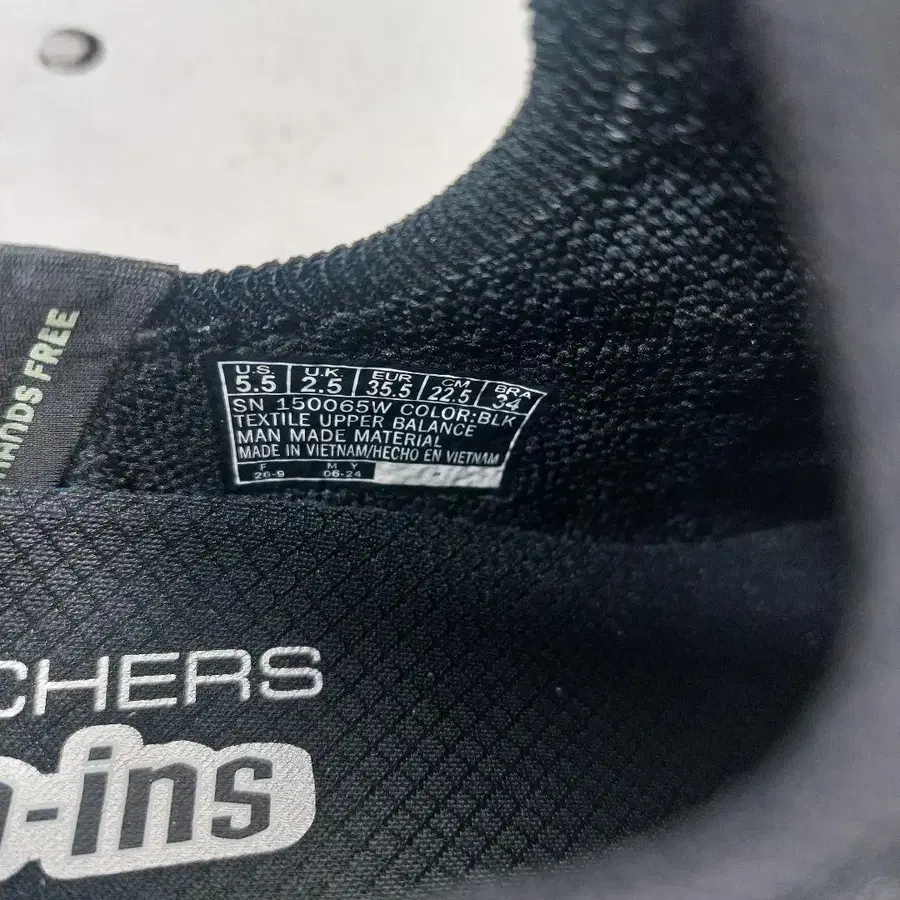 HANDS FREE
U.S. U.K. EUR CM BRA
5.5 2.5 35.5 22.5 34
SN 150065W COLOR:BLK
TEXTILE UPPER BALANCE
MAN MADE MATERIAL
MADE IN VIETNAM/HECHO EN VIETNAM
F M Y
26-9 06-24
CHERS
-ins